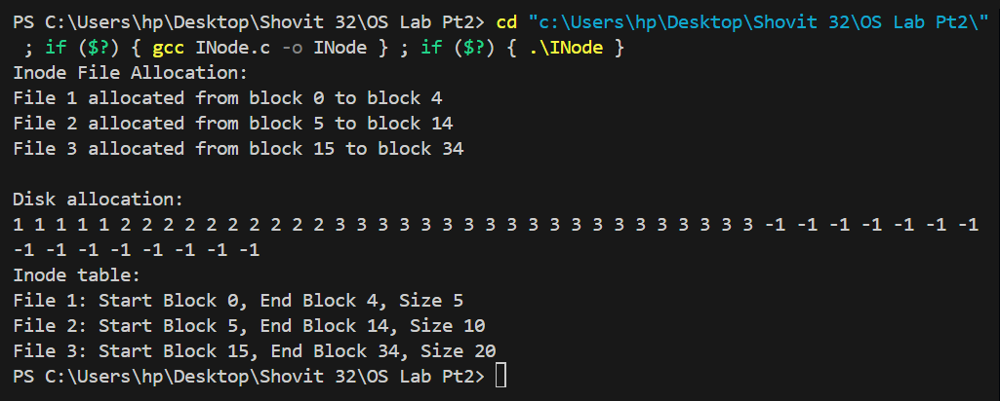 PS C:\Users\hp\Desktop\Shovit 32\OS Lab Pt2> cd "c:\Users\hp\Desktop\Shovit 32\OS Lab Pt2\"
 ; if ($?) { gcc INode.c -o INode } ; if ($?) { .\INode }
Inode File Allocation:
File 1 allocated from block 0 to block 4
File 2 allocated from block 5 to block 14
File 3 allocated from block 15 to block 34

Disk allocation:
1 1 1 1 1 2 2 2 2 2 2 2 2 2 2 3 3 3 3 3 3 3 3 3 3 3 3 3 3 3 3 3 3 3 3 -1 -1 -1 -1 -1 -1 -1
-1 -1 -1 -1 -1 -1 -1 -1
Inode table:
File 1: Start Block 0, End Block 4, Size 5
File 2: Start Block 5, End Block 14, Size 10
File 3: Start Block 15, End Block 34, Size 20
PS C:\Users\hp\Desktop\Shovit 32\OS Lab Pt2>